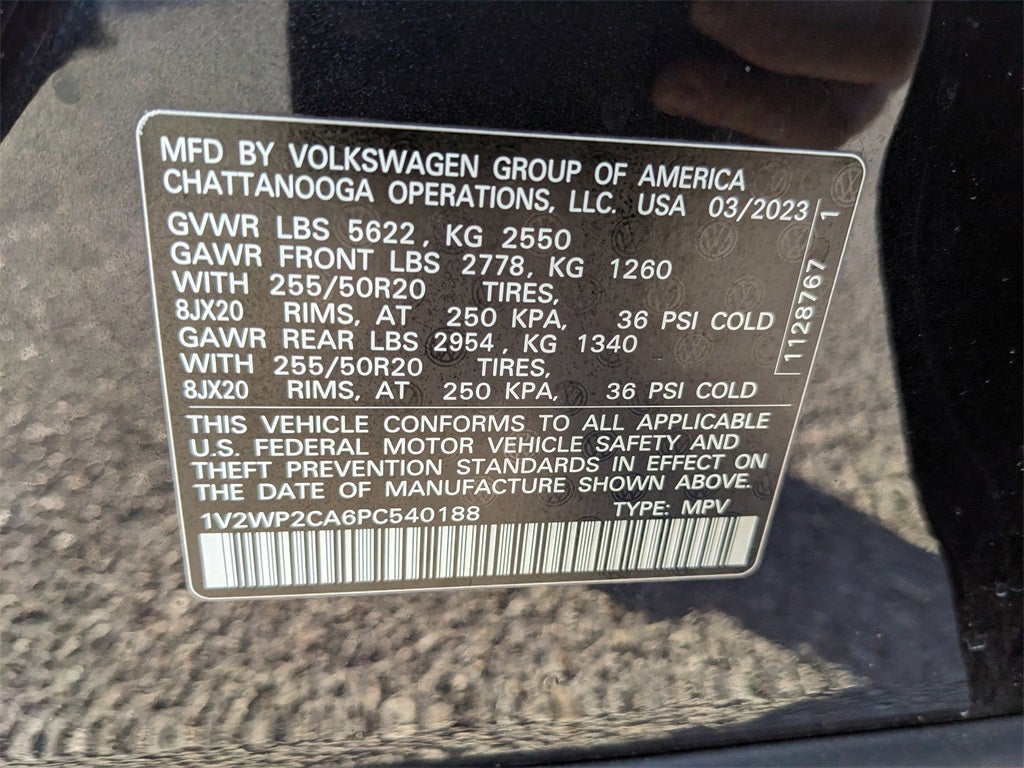 MFD BY VOLKSWAGEN GROUP OF AMERICA
CHATTANOOGA OPERATIONS, LLC. USA 03/2023
GVWR LBS 5622, KG 2550
GAWR FRONT LBS 2778, KG 1260
WITH 255/50R20 TIRES,
8JX20 RIMS, AT 250 KPA, 36 PSI COLD
GAWR REAR LBS 2954, KG 1340
WITH 255/50R20 TIRES,
8JX20 RIMS, AT 250 KPA, 36 PSI COLD
1128767 1
THIS VEHICLE CONFORMS TO ALL APPLICABLE
U.S. FEDERAL MOTOR VEHICLE SAFETY AND
THEFT PREVENTION STANDARDS IN EFFECT ON
THE DATE OF MANUFACTURE SHOWN ABOVE.
1V2WP2CA6PC540188 TYPE: MPV